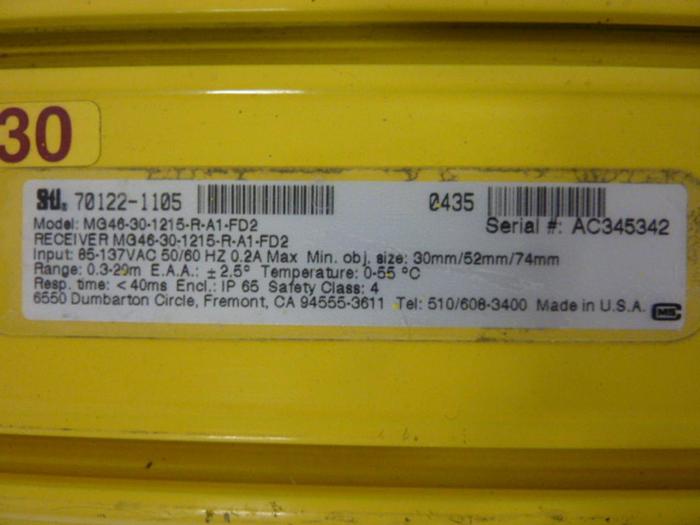 30
STI. 70122-1105 0435
Serial #: AC345342
Model: MG46-30-1215-R-A1-FD2
RECEIVER MG46-30-1215-R-A1-FD2
Input: 85-137VAC 50/60 HZ 0.2A Max Min. obj. size: 30mm/52mm/74mm
Range: 0.3-20m E.A.A.: ±2.5° Temperature: 0-55 °C
Resp. time: <40ms Encl.: IP 65 Safety Class: 4
6550 Dumbarton Circle, Fremont, CA 94555-3611 Tel: 510/608-3400 Made in U.S.A.